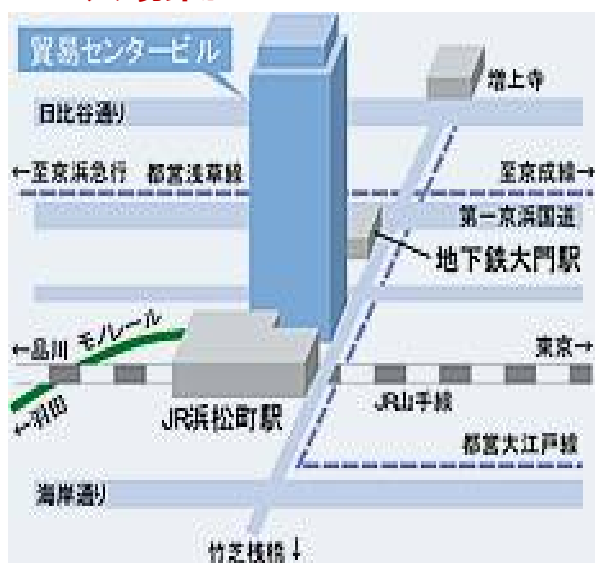 貿易センタービル
増上寺
日比谷通り
←至京浜急行
都営浅草線
至京成線→
第一京浜国道
地下鉄大門駅
←品川
モノレール
東京→
←羽田
JR浜松町駅
JR山手線
都営大江戸線
海岸通り
竹芝桟橋↓